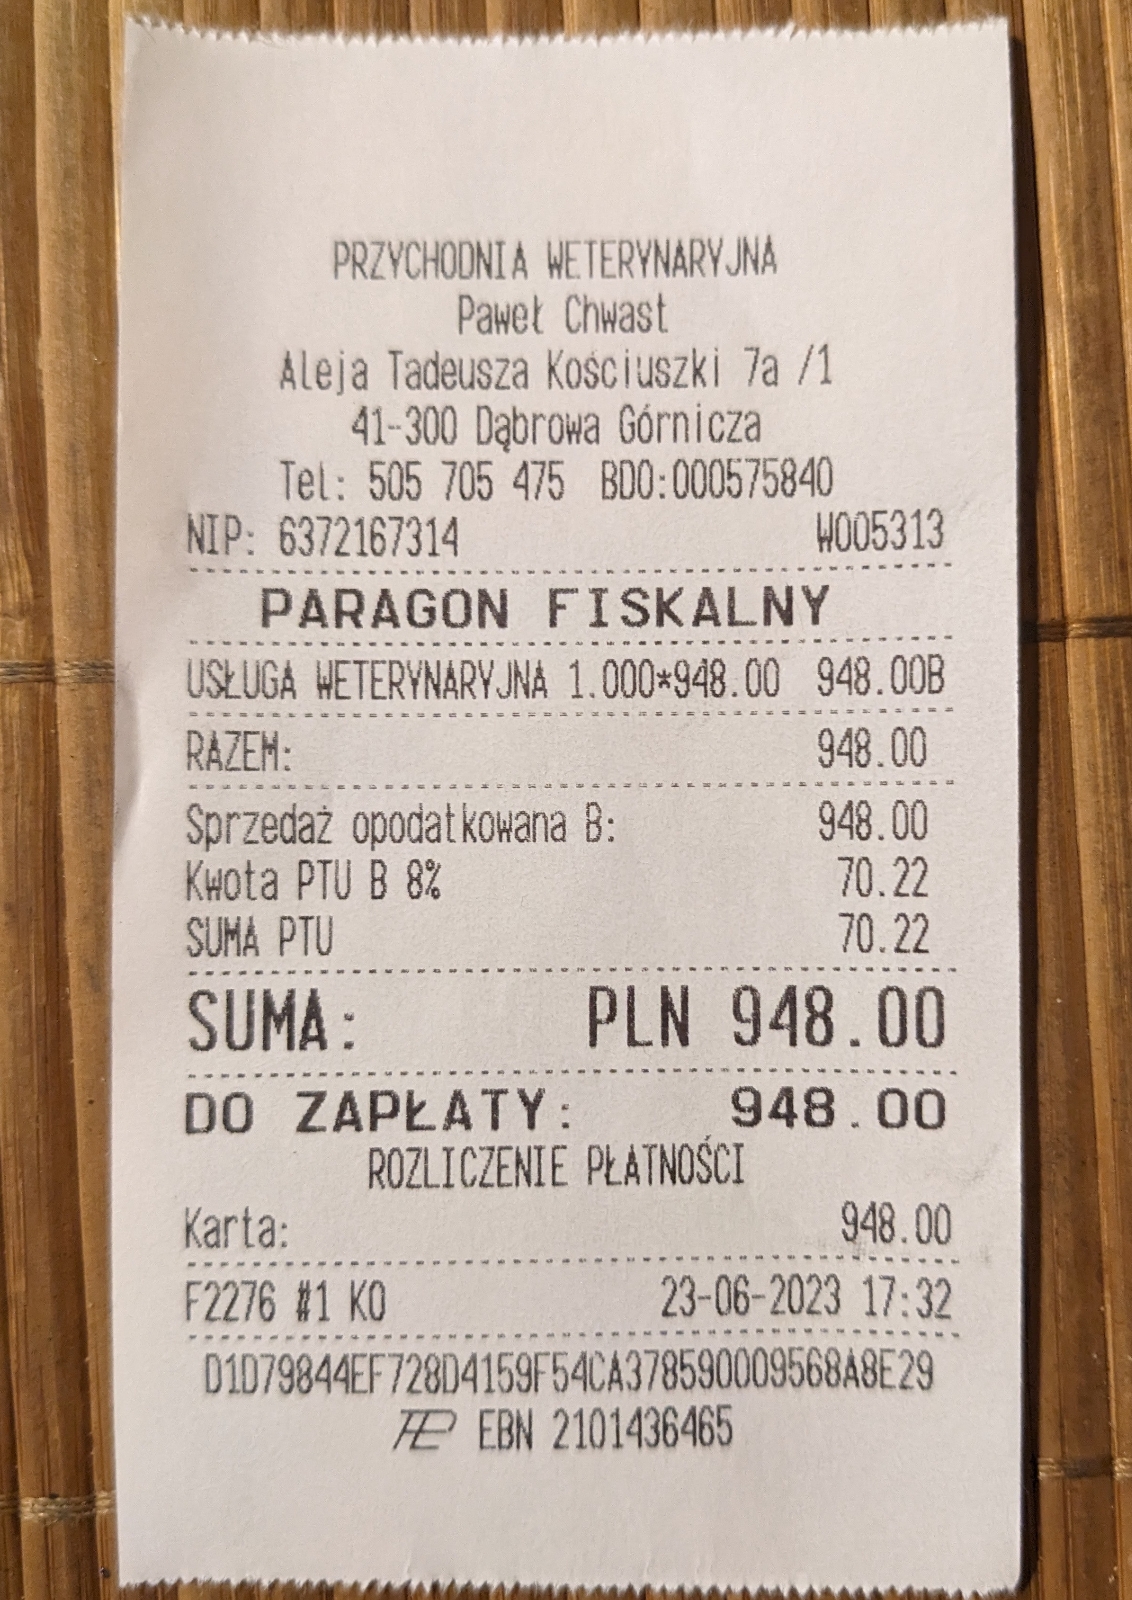 PRZYCHODNIA WETERYNARYJNA
Paweł Chwast
Aleja Tadeusza Kościuszki 7a /1
41-300 Dąbrowa Górnicza
Tel: 505 705 475 BDO:000575840
NIP: 6372167314 W005313
PARAGON FISKALNY
USŁUGA WETERYNARYJNA 1.000*948.00 948.00B
RAZEM: 948.00
Sprzedaż opodatkowana B: 948.00
Kwota PTU B 8% 70.22
SUMA PTU 70.22
SUMA: PLN 948.00
DO ZAPŁATY: 948.00
ROZLICZENIE PŁATNOŚCI
Karta: 948.00
F2276 #1 KO 23-06-2023 17:32
D1D79844EF728D4159F54CA378590009568A8E29
EBN 2101436465